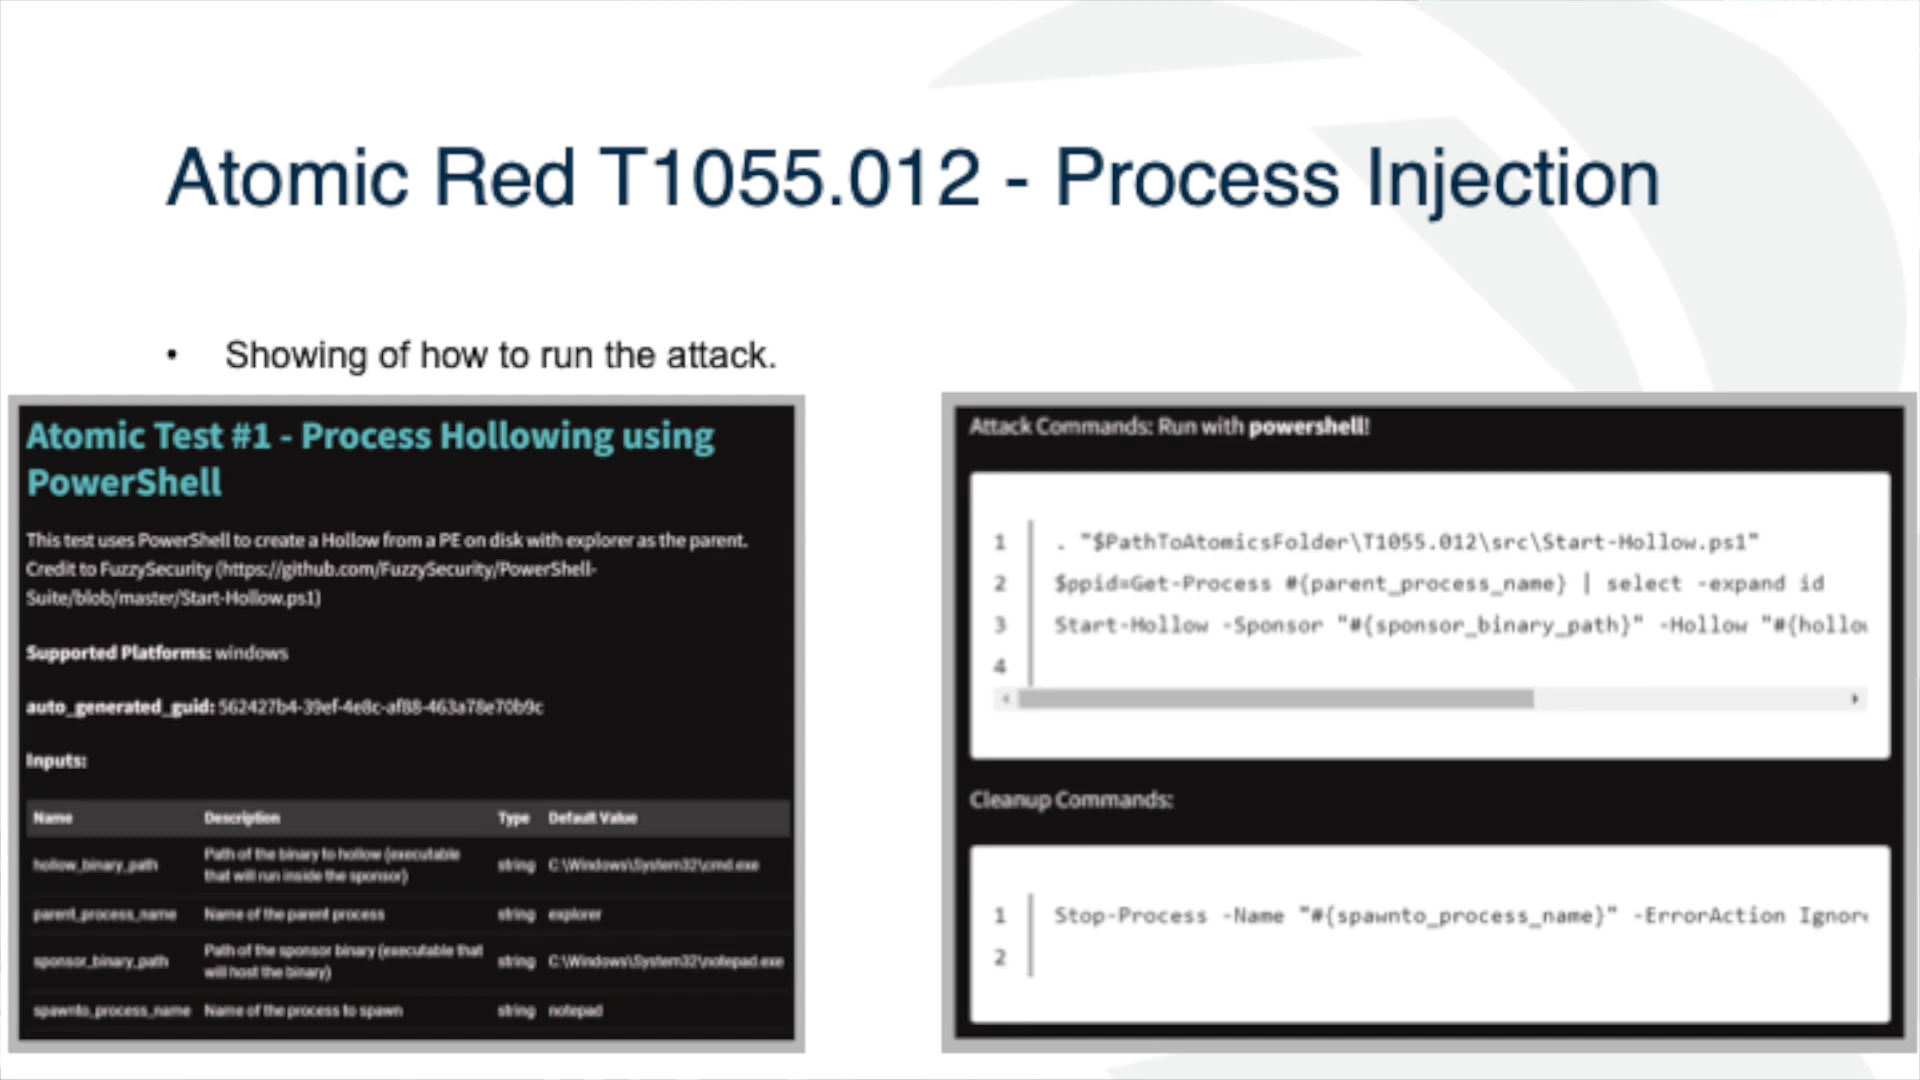 Atomic Red T1055.012 - Process Injection
• Showing of how to run the attack.
Atomic Test #1 - Process Hollowing using
PowerShell
This test uses PowerShell to create a Hollow from a PE on disk with explorer as the parent.
Credit to FuzzySecurity (https://github.com/FuzzySecurity/PowerShell-
Suite/blob/master/Start-Hollow.ps1)
Supported Platforms: windows
auto_generated_guid: 562427b4-39ef-4e8c-af88-463a78e70b9c
Inputs:
Name Description Type Default Value
hollow_binary_path Path of the binary to hollow (executable that will run inside the sponsor) string C:\Windows\System32\cmd.exe
parent_process_name Name of the parent process string explorer
sponsor_binary_path Path of the sponsor binary (executable that will host the binary) string C:\Windows\System32\notepad.exe
spawnto_process_name Name of the process to spawn string notepad
Attack Commands: Run with powershell!
1 . "$PathToAtomicsFolder\T1055.012\src\Start-Hollow.ps1"
2 $ppid=Get-Process #{parent_process_name} | select -expand id
3 Start-Hollow -Sponsor "#{sponsor_binary_path}" -Hollow "#{hollow
4
Cleanup Commands:
1 Stop-Process -Name "#{spawnto_process_name}" -ErrorAction Ignore
2